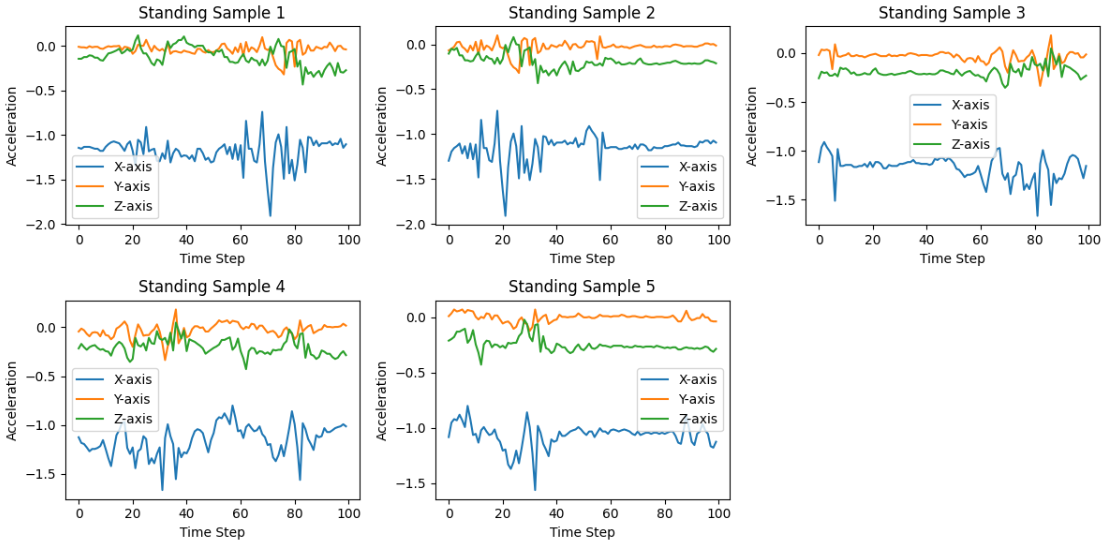 Standing Sample 1
0.0
−0.5
−1.0
−1.5
−2.0
Acceleration
X-axis
Y-axis
Z-axis
0 20 40 60 80 100
Time Step
Standing Sample 2
0.0
−0.5
−1.0
−1.5
−2.0
Acceleration
X-axis
Y-axis
Z-axis
0 20 40 60 80 100
Time Step
Standing Sample 3
0.0
−0.5
−1.0
−1.5
Acceleration
X-axis
Y-axis
Z-axis
0 20 40 60 80 100
Time Step
Standing Sample 4
0.0
−0.5
−1.0
−1.5
Acceleration
X-axis
Y-axis
Z-axis
0 20 40 60 80 100
Time Step
Standing Sample 5
0.0
−0.5
−1.0
−1.5
Acceleration
X-axis
Y-axis
Z-axis
0 20 40 60 80 100
Time Step